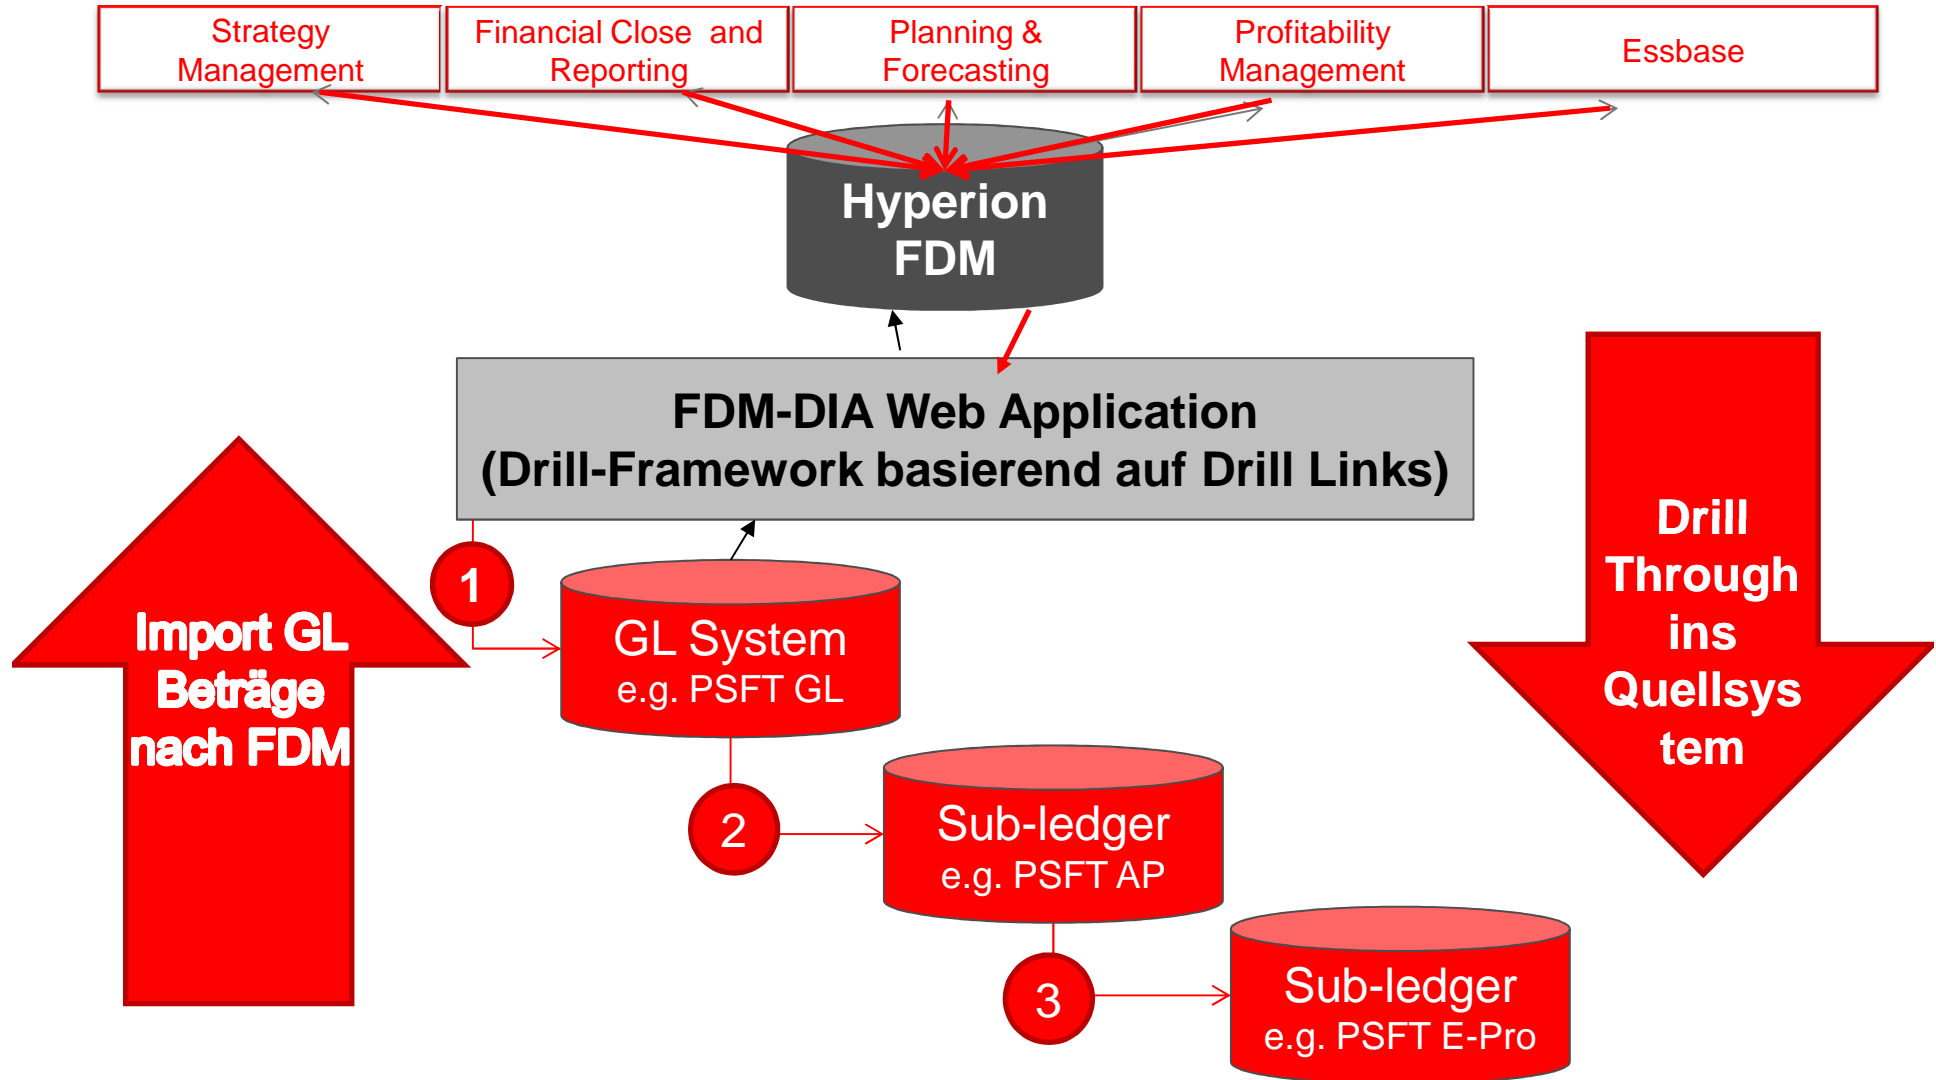 Strategy
Management
Financial Close and
Reporting
Planning &
Forecasting
Profitability
Management
Essbase
Hyperion
FDM
FDM-DIA Web Application
(Drill-Framework basierend auf Drill Links)
Import GL
Beträge
nach FDM
1
GL System
e.g. PSFT GL
2
Sub-ledger
e.g. PSFT AP
3
Sub-ledger
e.g. PSFT E-Pro
Drill
Through
ins
Quellsys
tem